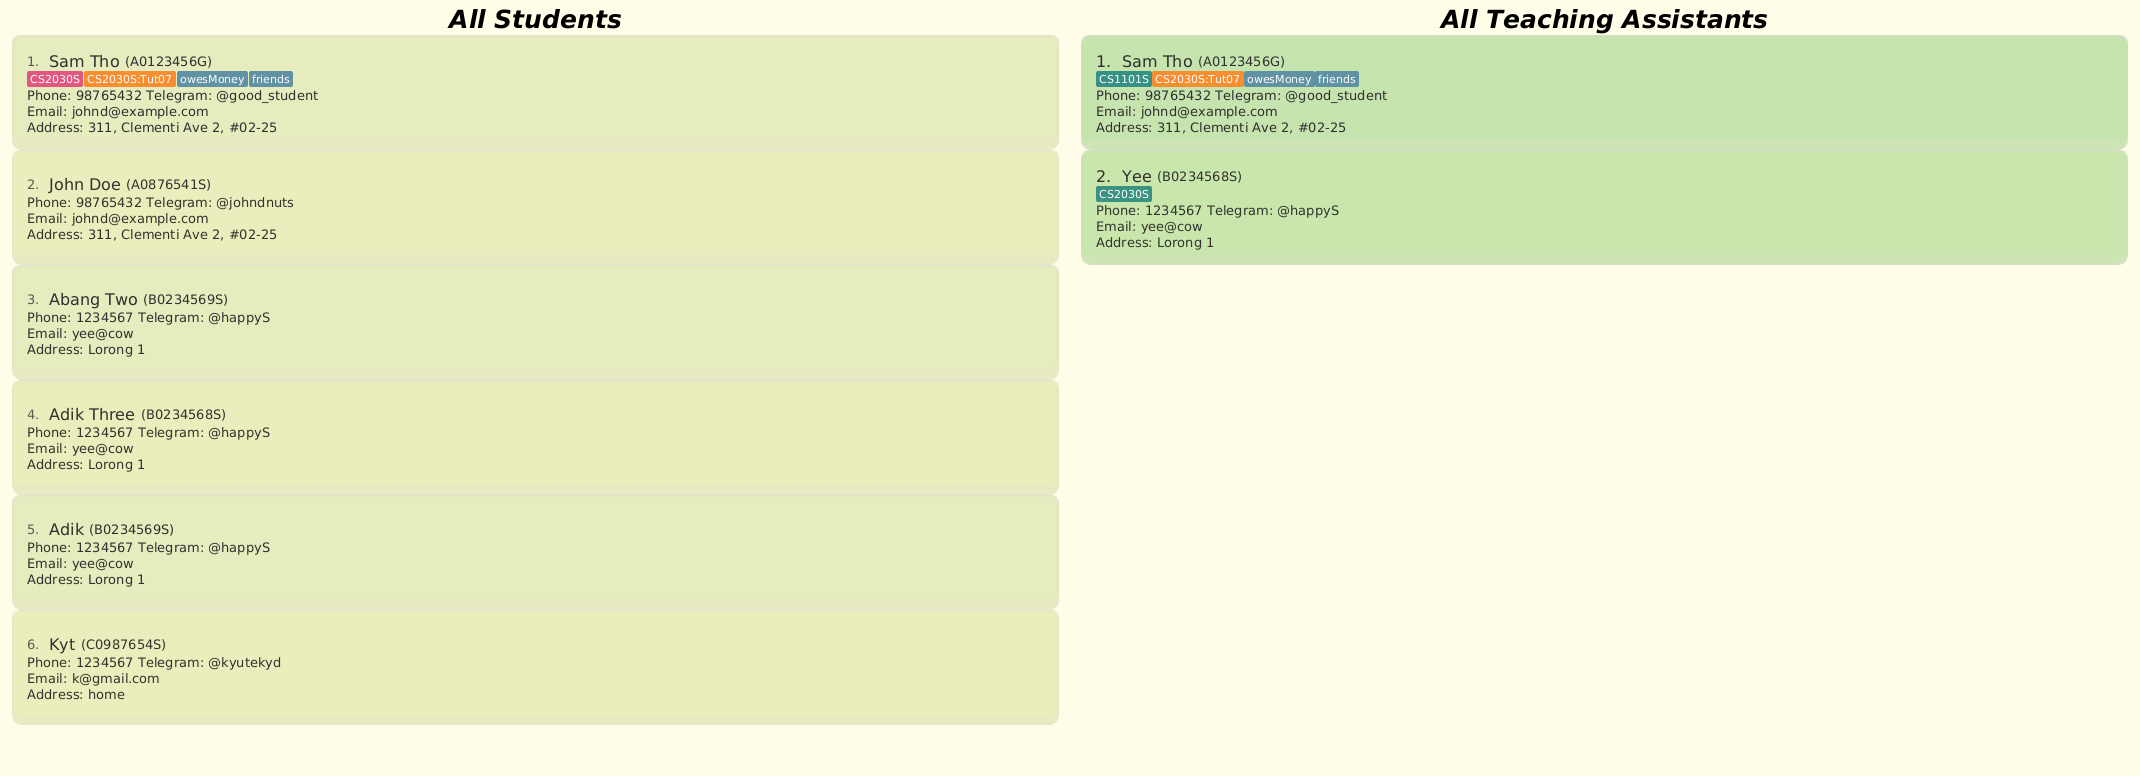 All Students
1. Sam Tho (A0123456G)
CS2030S CS2030S:Tut07 owesMoney friends
Phone: 98765432 Telegram: @good_student
Email: johnd@example.com
Address: 311, Clementi Ave 2, #02-25
2. John Doe (A0876541S)
Phone: 98765432 Telegram: @johndnuts
Email: johnd@example.com
Address: 311, Clementi Ave 2, #02-25
3. Abang Two (B0234569S)
Phone: 1234567 Telegram: @happyS
Email: yee@cow
Address: Lorong 1
4. Adik Three (B0234568S)
Phone: 1234567 Telegram: @happyS
Email: yee@cow
Address: Lorong 1
5. Adik (B0234569S)
Phone: 1234567 Telegram: @happyS
Email: yee@cow
Address: Lorong 1
6. Kyt (C0987654S)
Phone: 1234567 Telegram: @kyutekyd
Email: k@gmail.com
Address: home
All Teaching Assistants
1. Sam Tho (A0123456G)
CS1101S CS2030S:Tut07 owesMoney friends
Phone: 98765432 Telegram: @good_student
Email: johnd@example.com
Address: 311, Clementi Ave 2, #02-25
2. Yee (B0234568S)
CS2030S
Phone: 1234567 Telegram: @happyS
Email: yee@cow
Address: Lorong 1